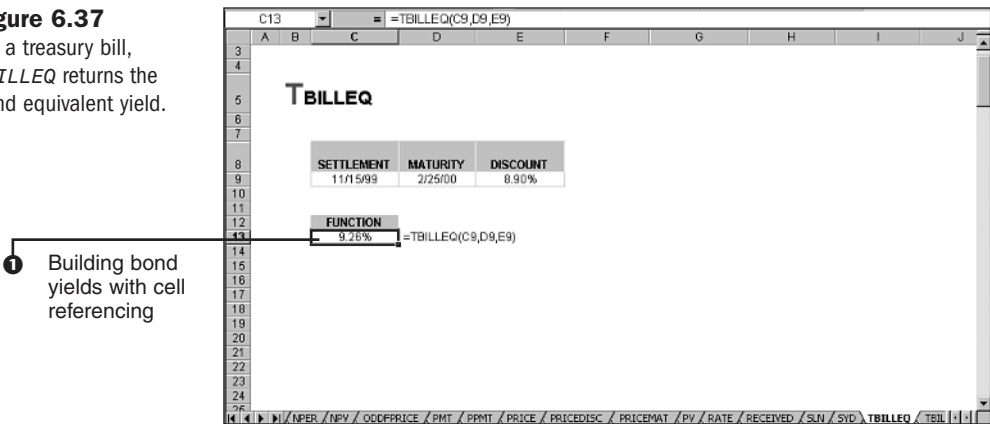 gure 6.37
a treasury bill,
ILLEQ returns the
nd equivalent yield.
C13 = =TBILLEQ(C9,D9,E9)
A B C D E F G H I J
3
4
5 TBILLEQ
6
7
8 SETTLEMENT MATURITY DISCOUNT
9 11/15/99 2/25/00 8.90%
10
11
12 FUNCTION
13 9.26% =TBILLEQ(C9,D9,E9)
14
15
16
17
18
19
20
21
22
23
24
1 Building bond
yields with cell
referencing
NPER / NPV / ODDFPRICE / PMT / PPMT / PRICE / PRICEDISC / PRICEMAT / PV / RATE / RECEIVED / SLN / SYD \ TBILLEQ / TBIL